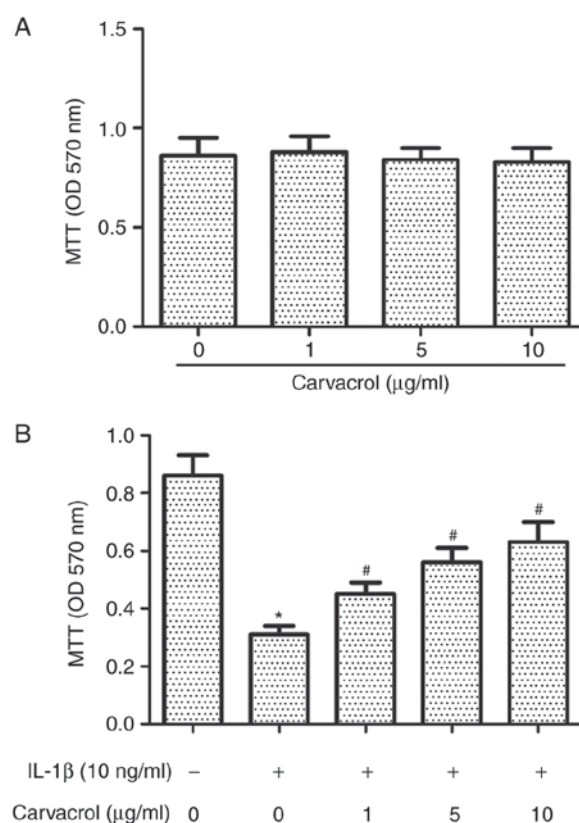 A
MTT (OD 570 nm)
1.5
1.0
0.5
0.0
0 1 5 10
Carvacrol (μg/ml)
B
MTT (OD 570 nm)
1.0
0.8
0.6
0.4
0.2
0.0
* # # #
IL-1β (10 ng/ml) – + + + +
Carvacrol (μg/ml) 0 0 1 5 10